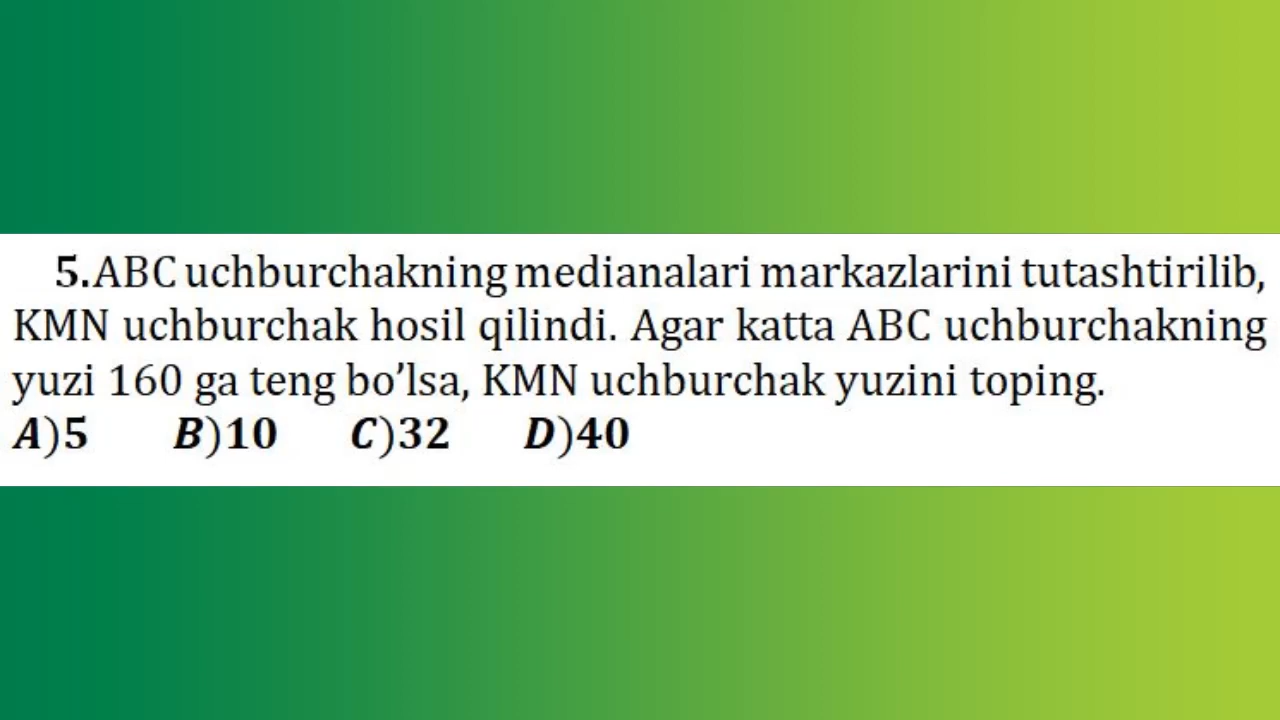 5.ABC uchburchakning medianalari markazlarini tutashtirilib,
KMN uchburchak hosil qilindi. Agar katta ABC uchburchakning
yuzi 160 ga teng bo’lsa, KMN uchburchak yuzini toping.
A)5 B)10 C)32 D)40